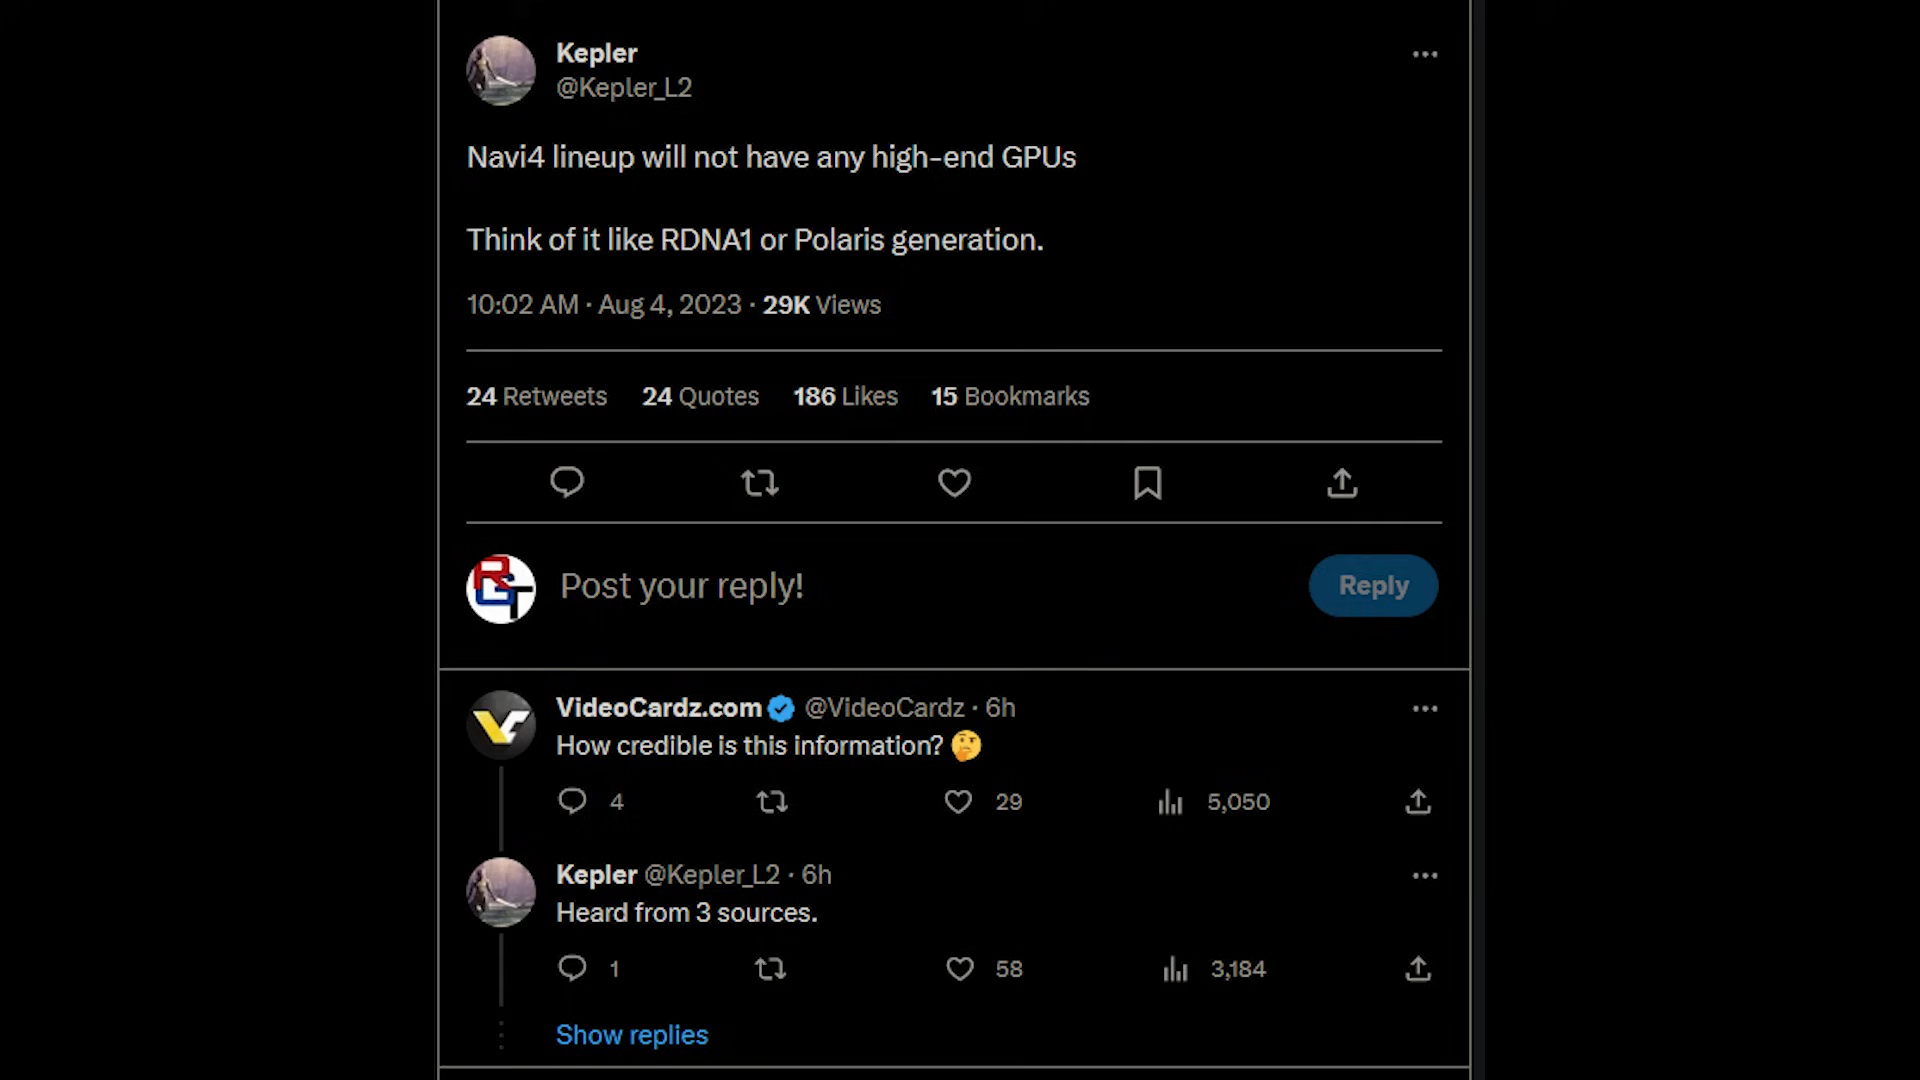 Kepler
@Kepler_L2
Navi4 lineup will not have any high-end GPUs
Think of it like RDNA1 or Polaris generation.
10:02 AM · Aug 4, 2023 · 29K Views
24 Retweets 24 Quotes 186 Likes 15 Bookmarks
RGT
Post your reply!
Reply
VideoCardz.com @VideoCardz · 6h
How credible is this information? 🤔
4 29 5,050
Kepler @Kepler_L2 · 6h
Heard from 3 sources.
1 58 3,184
Show replies